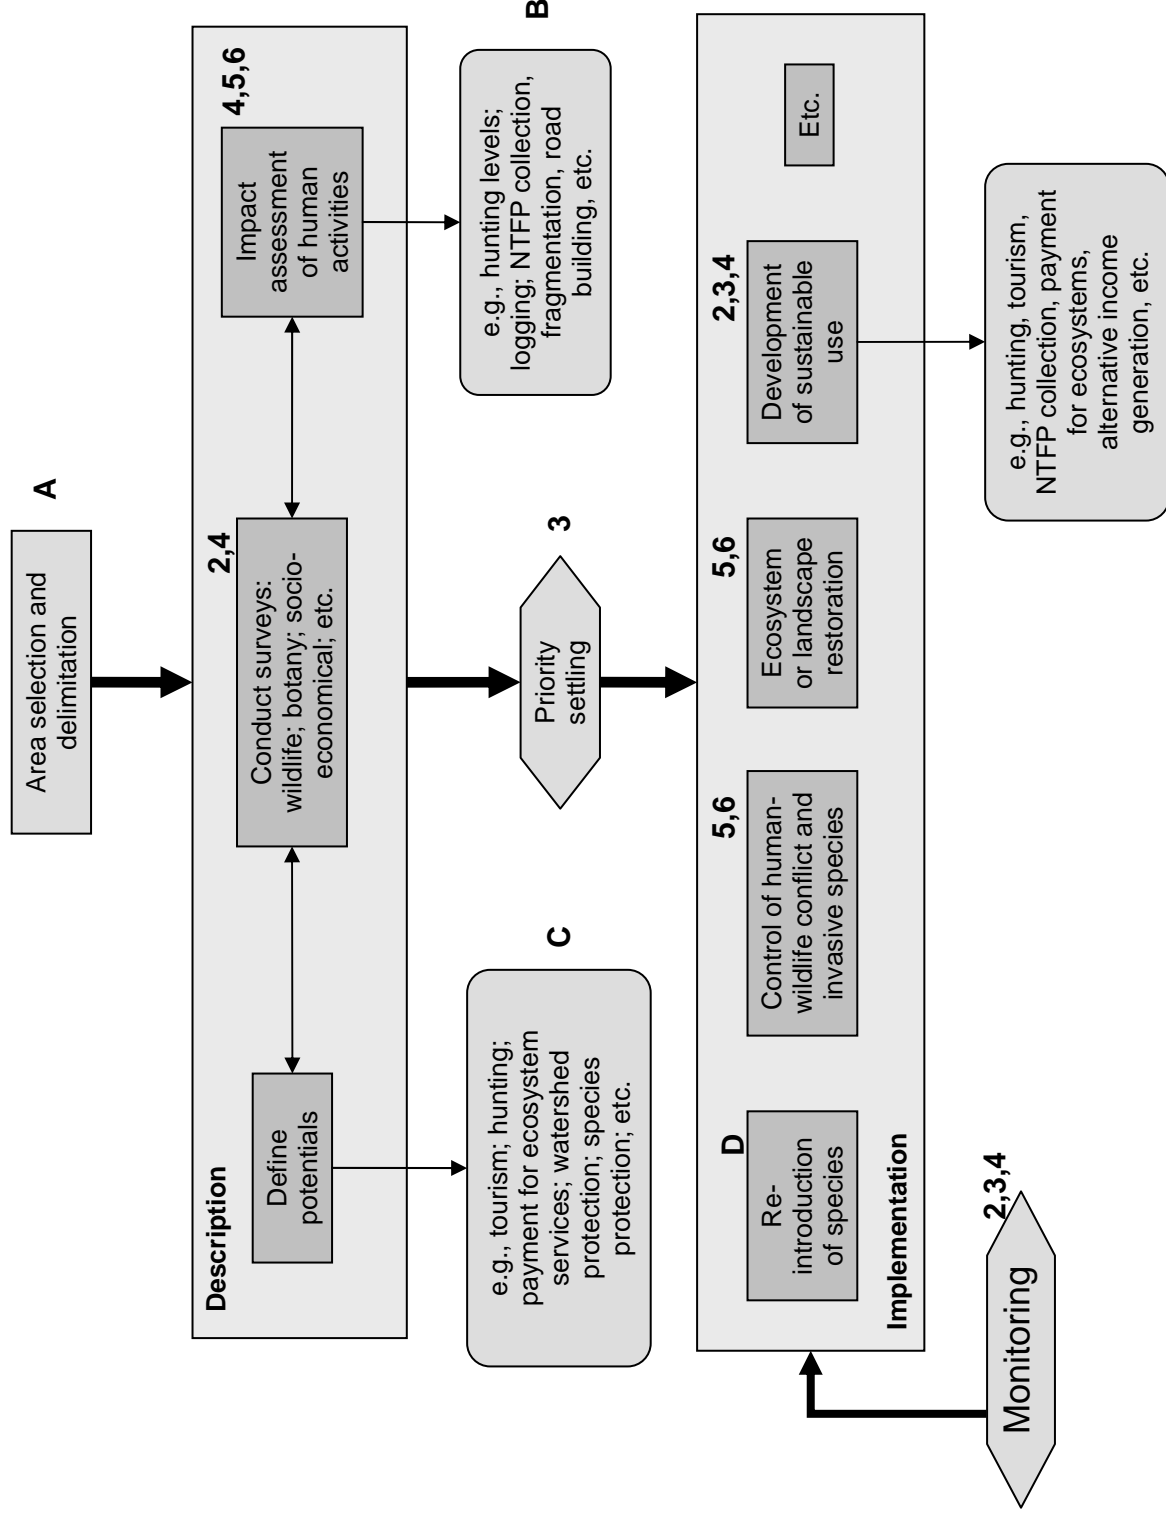 Area selection and
delimitation
A
Description
Define
potentials
2,4
Conduct surveys:
wildlife; botany; socio-
economical; etc.
4,5,6
Impact
assessment
of human
activities
e.g., tourism; hunting;
payment for ecosystem
services; watershed
protection; species
protection; etc.
C
Priority
settling
3
e.g., hunting levels;
logging; NTFP collection,
fragmentation, road
building, etc.
B
D
Re-
introduction
of species
5,6
Control of human-
wildlife conflict and
invasive species
5,6
Ecosystem
or landscape
restoration
2,3,4
Development
of sustainable
use
Etc.
Implementation
Monitoring
2,3,4
e.g., hunting, tourism,
NTFP collection, payment
for ecosystems,
alternative income
generation, etc.